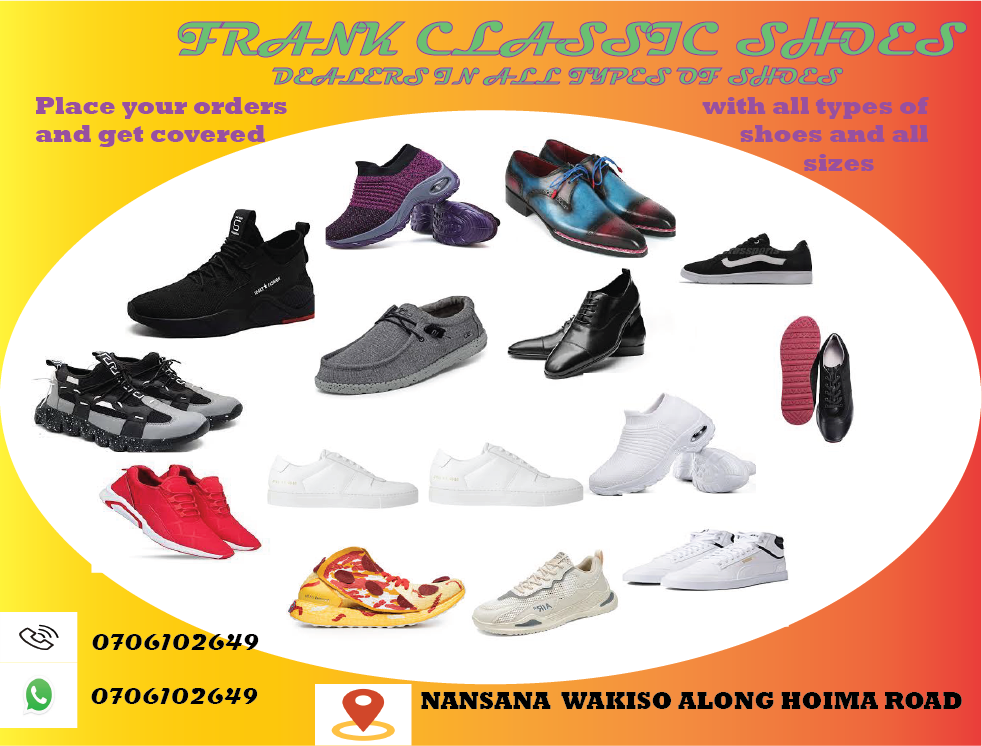 FRANK CLASSIC SHOES
DEALERS IN ALL TYPES OF SHOES
Place your orders
and get covered
with all types of
shoes and all
sizes
AIR
0706102649
0706102649
NANSANA WAKISO ALONG HOIMA ROAD